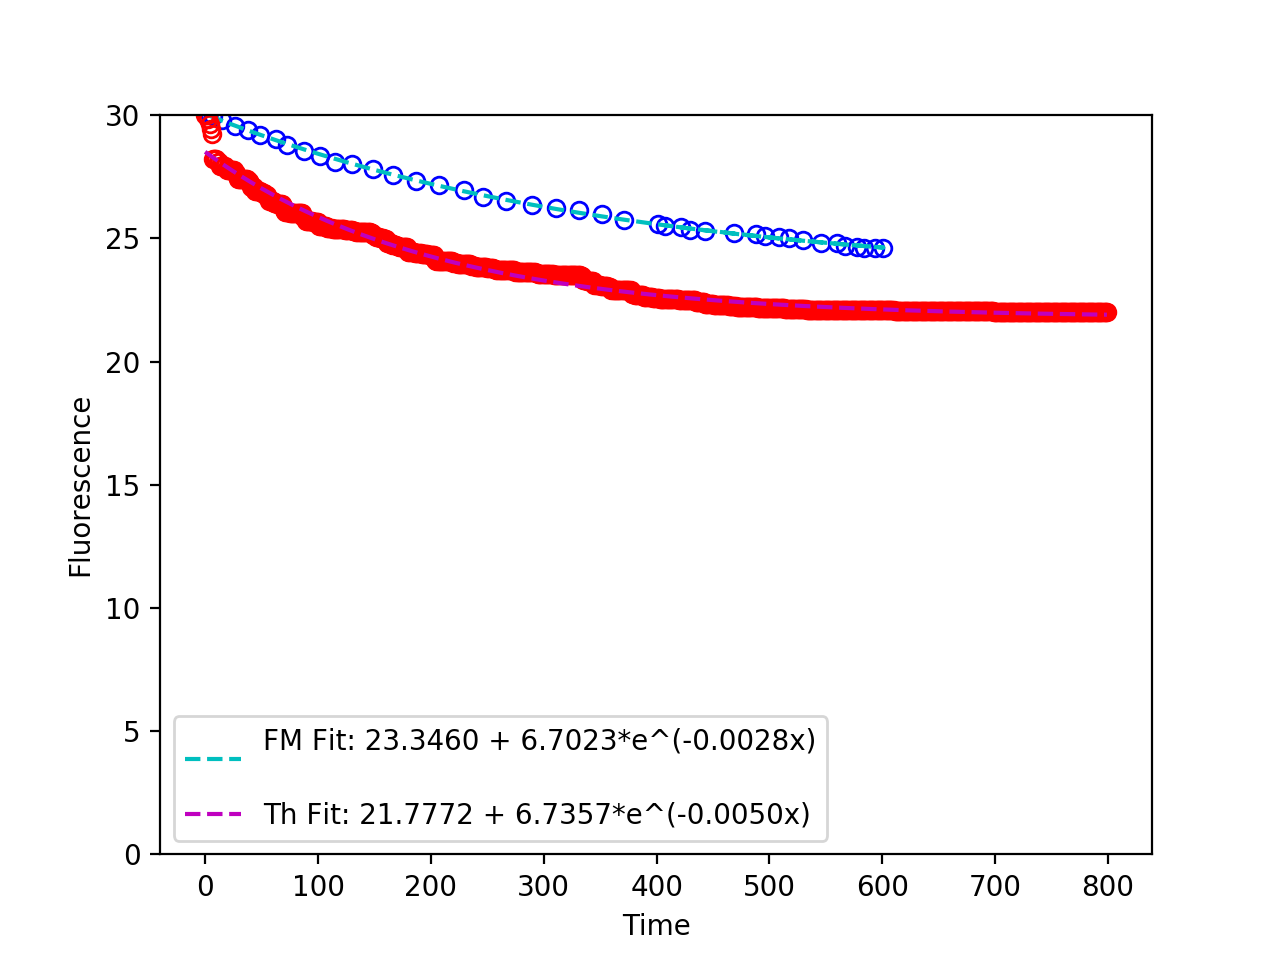 30
25
20
15
10
5
0
Fluorescence
FM Fit: 23.3460 + 6.7023*e^(-0.0028x)
Th Fit: 21.7772 + 6.7357*e^(-0.0050x)
0 100 200 300 400 500 600 700 800
Time